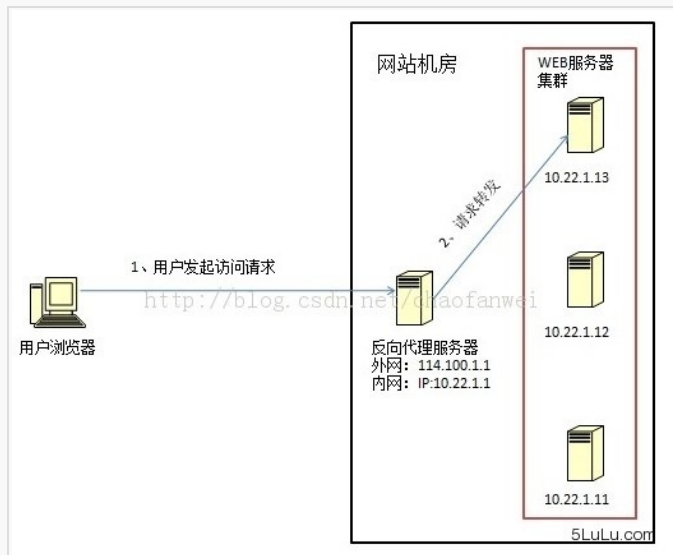 网站机房
WEB服务器
集群
10.22.1.13
2、请求转发
1、用户发起访问请求
http://blog.csdn.net/chaofanwei
10.22.1.12
用户浏览器
反向代理服务器
外网：114.100.1.1
内网：IP:10.22.1.1
10.22.1.11
5LuLu.com